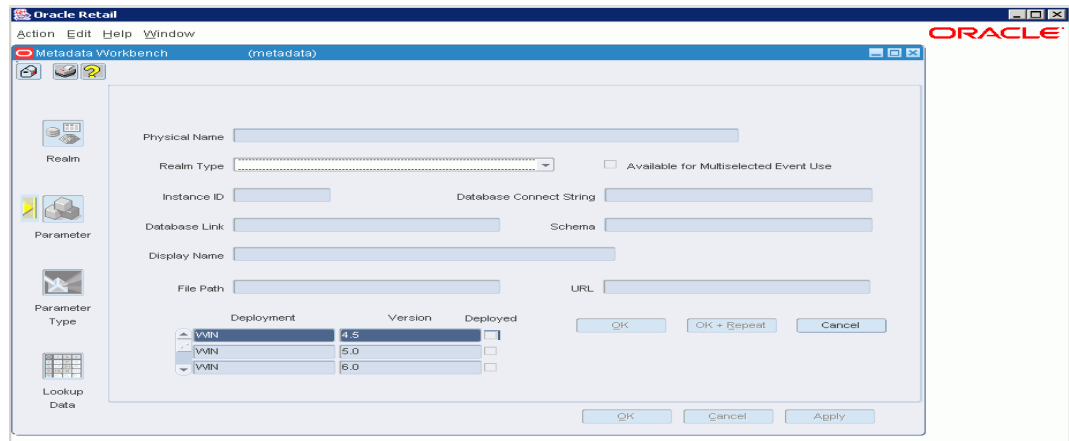 Oracle Retail
Action Edit Help Window
ORACLE
Metadata Workbench (metadata)
Physical Name
Realm
Realm Type
Available for Multiselected Event Use
Instance ID
Database Connect String
Parameter
Database Link
Schema
Display Name
File Path
URL
Parameter Type
Deployment Version Deployed
OK OK + Repeat Cancel
WIN 4.5
WIN 5.0
WIN 6.0
Lookup Data
OK Cancel Apply